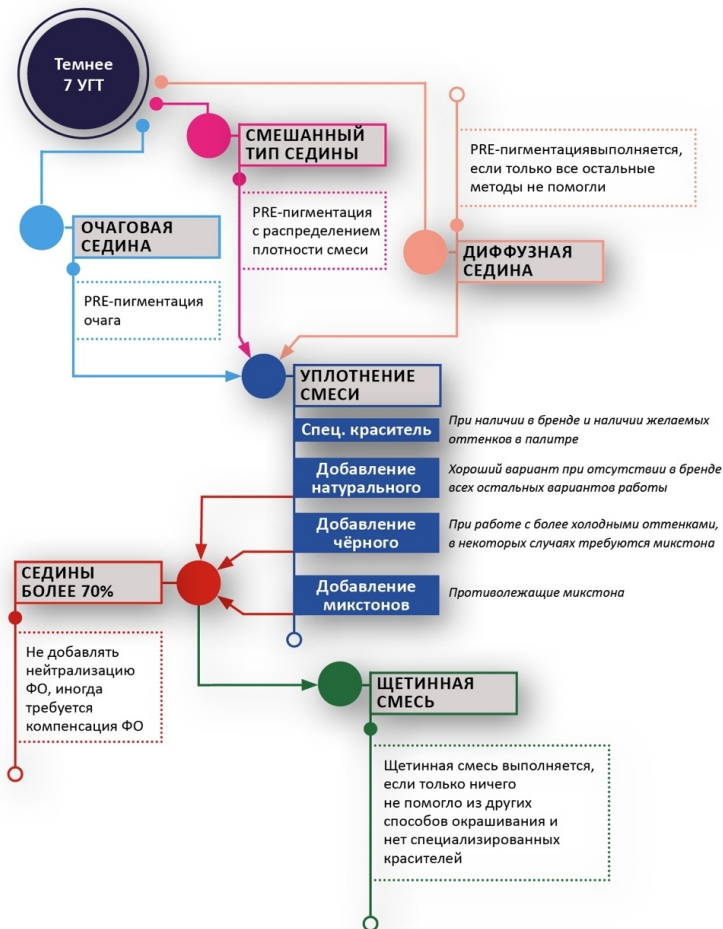 Темнее
7 УГТ
СМЕШАННЫЙ
ТИП СЕДИНЫ
PRE-пигментациявыполняется,
если только все остальные
методы не помогли
PRE-пигментация
с распределением
плотности смеси
ОЧАГОВАЯ
СЕДИНА
ДИФФУЗНАЯ
СЕДИНА
PRE-пигментация
очага
УПЛОТНЕНИЕ
СМЕСИ
Спец. краситель
При наличии в бренде и наличии желаемых
оттенков в палитре
Добавление
натурального
Хороший вариант при отсутствии в бренде
всех остальных вариантов работы
Добавление
чёрного
При работе с более холодными оттенками,
в некоторых случаях требуются микстона
Добавление
микстонов
Противолежащие микстона
СЕДИНЫ
БОЛЕЕ 70%
Не добавлять
нейтрализацию
ФО, иногда
требуется
компенсация ФО
ЩЕТИННАЯ
СМЕСЬ
Щетинная смесь выполняется,
если только ничего
не помогло из других
способов окрашивания и
нет специализированных
красителей